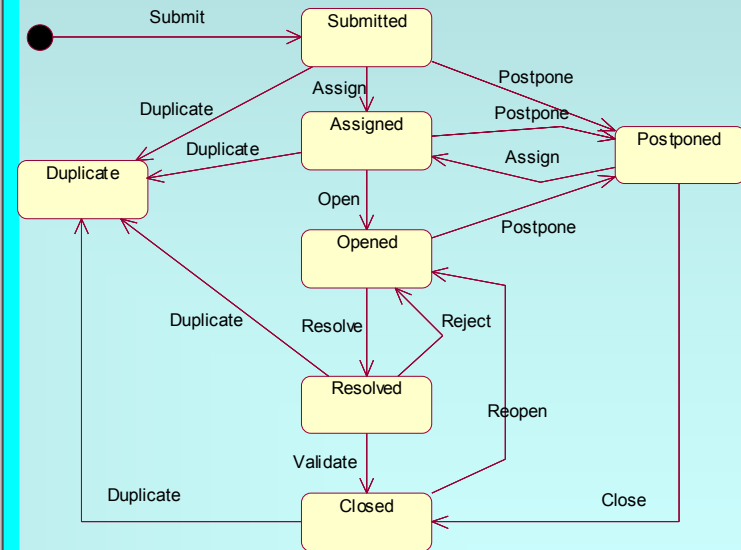 Submit
Submitted
Assign
Postpone
Duplicate
Postpone
Assigned
Postponed
Duplicate
Assign
Duplicate
Open
Postpone
Opened
Duplicate
Resolve
Reject
Resolved
Reopen
Validate
Duplicate
Closed
Close